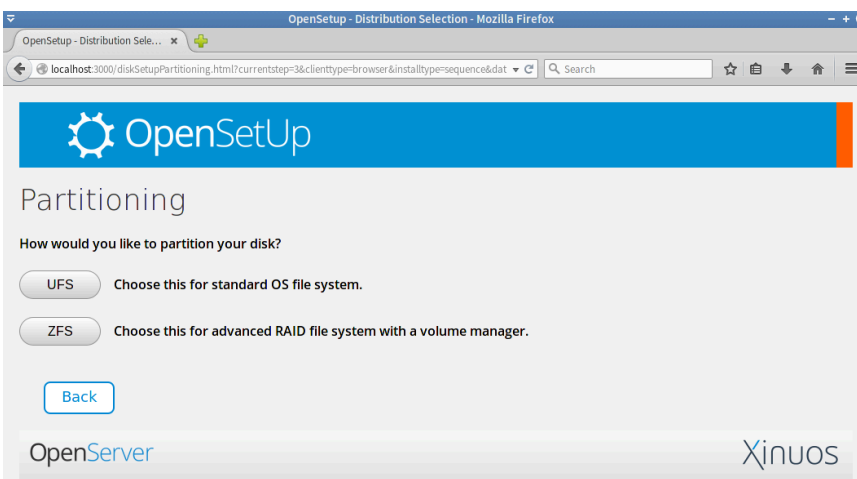 OpenSetup - Distribution Selection - Mozilla Firefox
OpenSetup - Distribution Sele...
localhost:3000/diskSetupPartitioning.html?currentstep=3&clienttype=browser&installtype=sequence&dat
Search
OpenSetUp
Partitioning
How would you like to partition your disk?
UFS Choose this for standard OS file system.
ZFS Choose this for advanced RAID file system with a volume manager.
Back
OpenServer
Xinuos